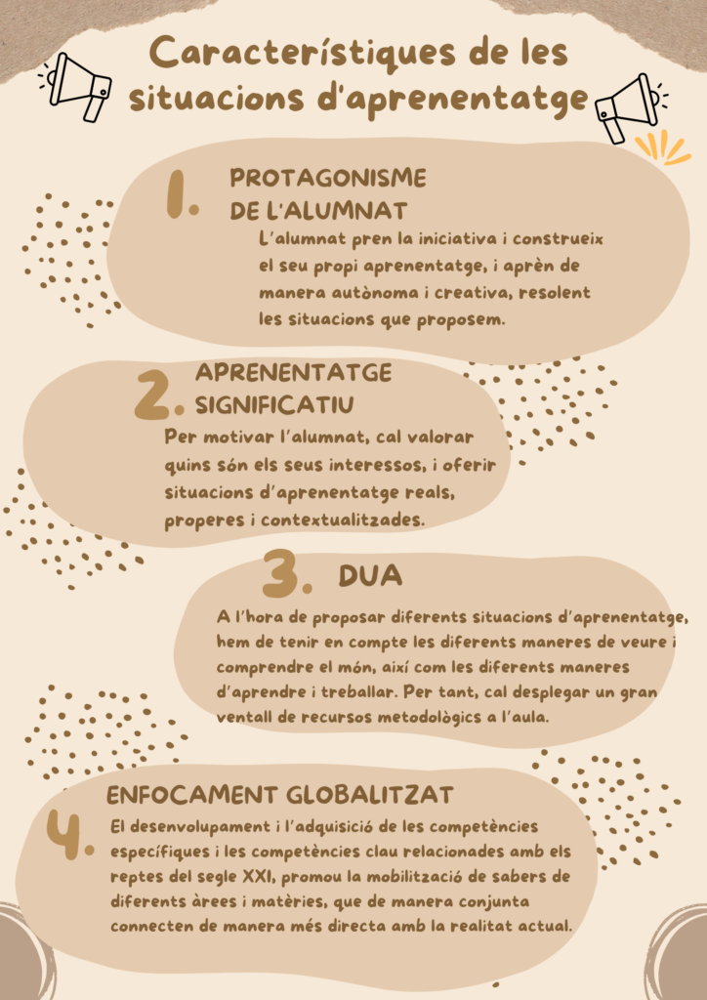 Característiques de les
situacions d'aprenentatge
1.
PROTAGONISME
DE L'ALUMNAT
L'alumnat pren la iniciativa i construeix
el seu propi aprenentatge, i aprèn de
manera autònoma i creativa, resolent
les situacions que proposem.
2.
APRENENTATGE
SIGNIFICATIU
Per motivar l'alumnat, cal valorar
quins són els seus interessos, i oferir
situacions d'aprenentatge reals,
properes i contextualitzades.
3.
DUA
A l'hora de proposar diferents situacions d'aprenentatge,
hem de tenir en compte les diferents maneres de veure i
comprendre el món, així com les diferents maneres
d'aprendre i treballar. Per tant, cal desplegar un gran
ventall de recursos metodològics a l'aula.
4.
ENFOCAMENT GLOBALITZAT
El desenvolupament i l'adquisició de les competències
específiques i les competències clau relacionades amb els
reptes del segle XXI, promou la mobilització de sabers de
diferents àrees i matèries, que de manera conjunta
connecten de manera més directa amb la realitat actual.